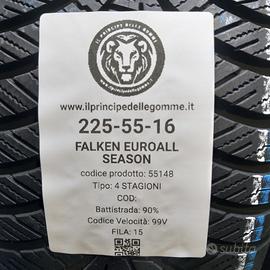 IL PRINCIPE DELLE GOMME
www.ilprincipedellegomme.it
225-55-16
FALKEN EUROALL
SEASON
codice prodotto: 55148
Tipo: 4 STAGIONI
COD:
Battistrada: 90%
Codice Velocità: 99V
FILA: 15
subito